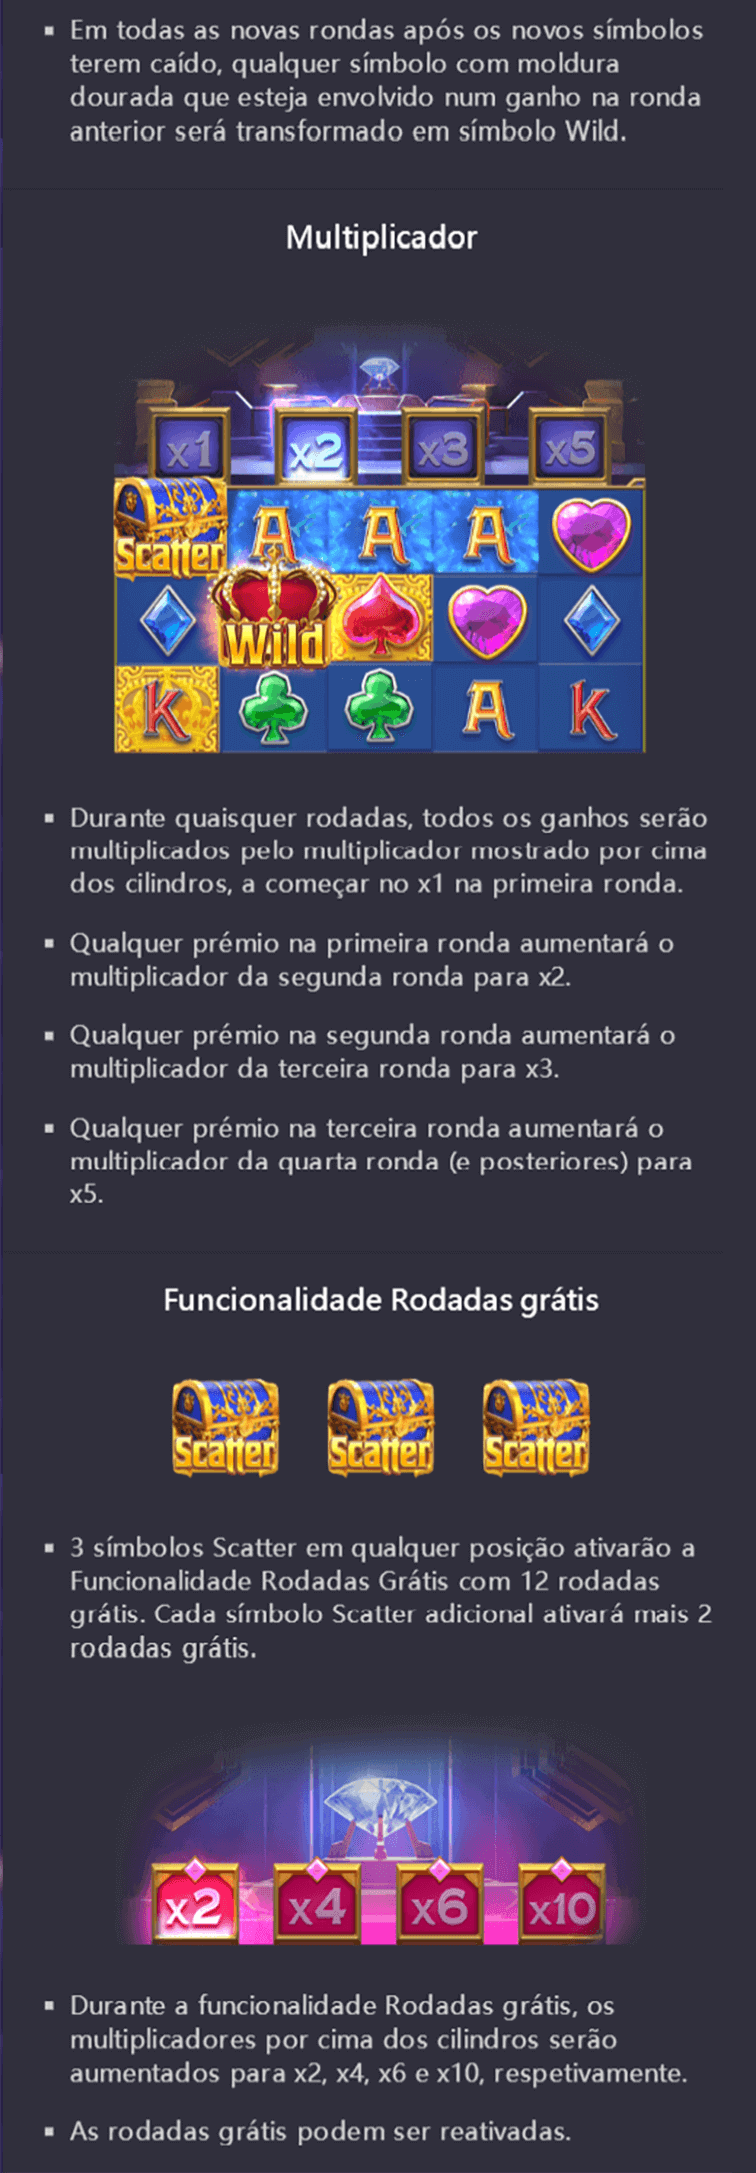 ▪ Em todas as novas rondas após os novos símbolos
terem caído, qualquer símbolo com moldura
dourada que esteja envolvido num ganho na ronda
anterior será transformado em símbolo Wild.
Multiplicador
x1 x2 x3 x5
Scatter A A A
Wild
K A K
▪ Durante quaisquer rodadas, todos os ganhos serão
multiplicados pelo multiplicador mostrado por cima
dos cilindros, a começar no x1 na primeira ronda.
▪ Qualquer prémio na primeira ronda aumentará o
multiplicador da segunda ronda para x2.
▪ Qualquer prémio na segunda ronda aumentará o
multiplicador da terceira ronda para x3.
▪ Qualquer prémio na terceira ronda aumentará o
multiplicador da quarta ronda (e posteriores) para
x5.
Funcionalidade Rodadas grátis
Scatter Scatter Scatter
▪ 3 símbolos Scatter em qualquer posição ativarão a
Funcionalidade Rodadas Grátis com 12 rodadas
grátis. Cada símbolo Scatter adicional ativará mais 2
rodadas grátis.
x2 x4 x6 x10
▪ Durante a funcionalidade Rodadas grátis, os
multiplicadores por cima dos cilindros serão
aumentados para x2, x4, x6 e x10, respetivamente.
▪ As rodadas grátis podem ser reativadas.